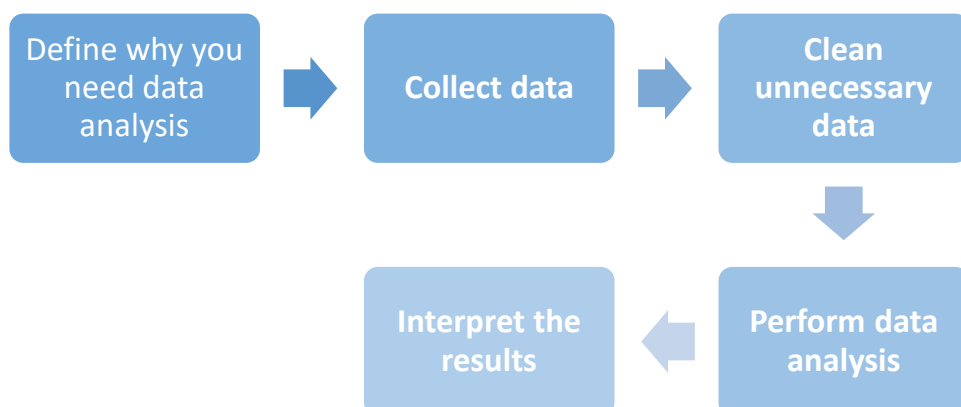 Define why you
need data
analysis
Collect data
Clean
unnecessary
data
Perform data
analysis
Interpret the
results